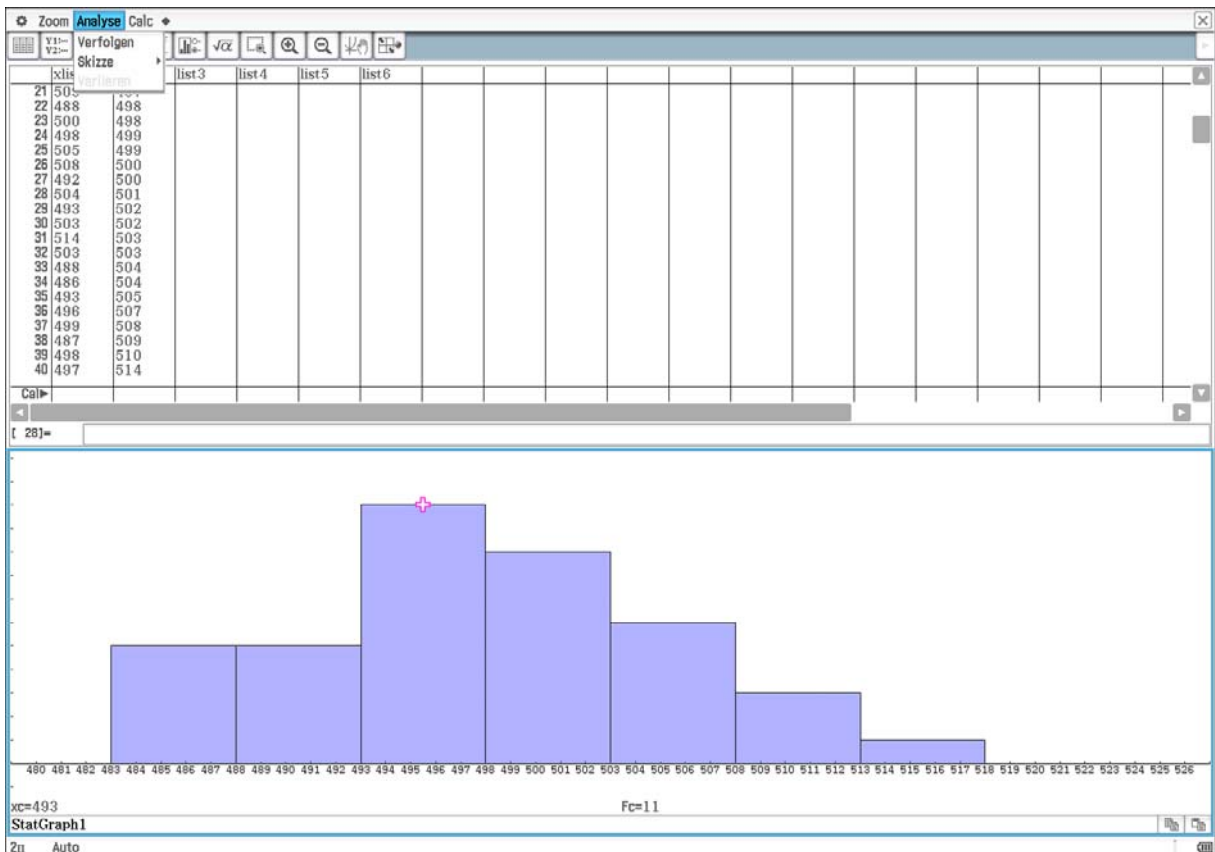 Zoom Analyse Calc
Y1:--
Y2:--
√α
Verfolgen
Skizze
Variieren
list3 list4 list5 list6
21
22 488 498
23 500 498
24 498 499
25 505 499
26 508 500
27 492 500
28 504 501
29 493 502
30 503 502
31 514 503
32 503 503
33 488 504
34 486 504
35 493 505
36 496 507
37 499 508
38 487 509
39 498 510
40 497 514
Cal▶
[ 28]=
480 481 482 483 484 485 486 487 488 489 490 491 492 493 494 495 496 497 498 499 500 501 502 503 504 505 506 507 508 509 510 511 512 513 514 515 516 517 518 519 520 521 522 523 524 525 526
xc=493 Fc=11
StatGraph1
2π Auto